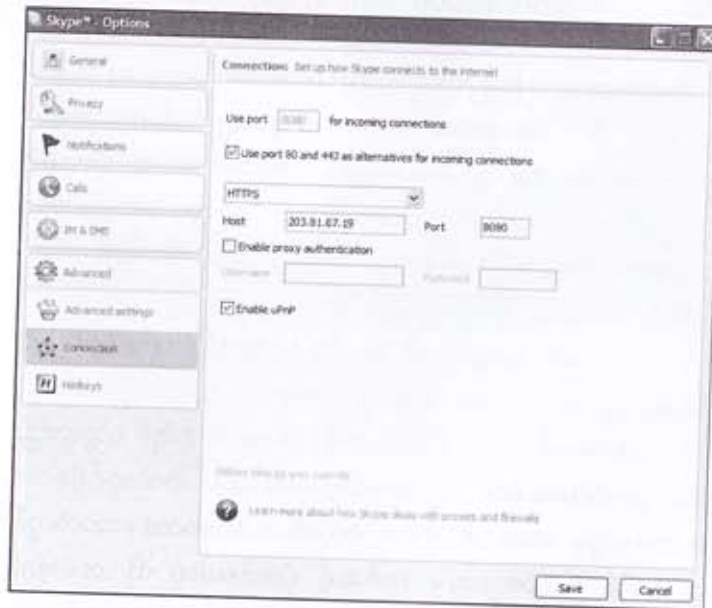 Skype™ - Options
General
Privacy
Notifications
Calls
IM & SMS
Advanced
Advanced settings
Connection
Hotkeys
Connection: Set up how Skype connects to the internet
Use port for incoming connections
Use port 80 and 443 as alternatives for incoming connections
HTTPS
Host 203.81.67.19 Port 8080
Enable proxy authentication
Username Password
Enable uPnP
Learn more about how Skype deals with proxies and firewalls
Save Cancel